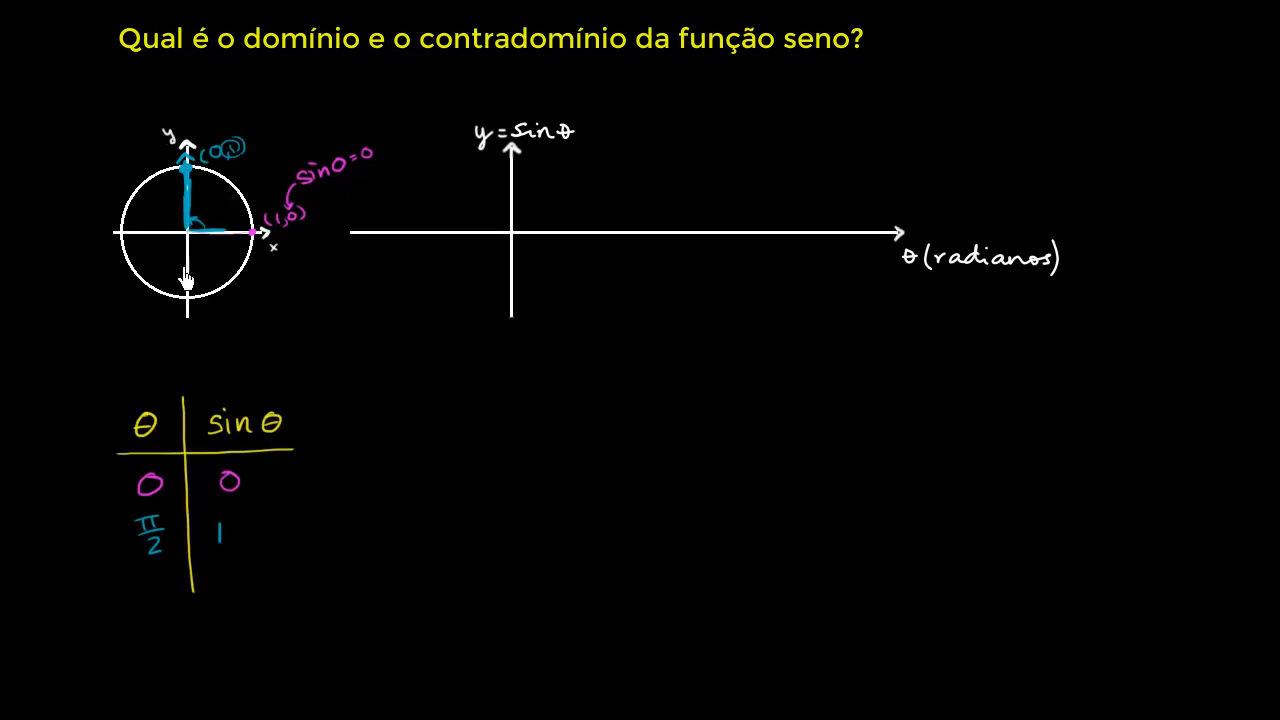 Qual é o domínio e o contradomínio da função seno?
y
(0,1)
sin0=0
(1,0)
x
y=sinθ
θ(radianos)
θ sinθ
0 0
π/2 1